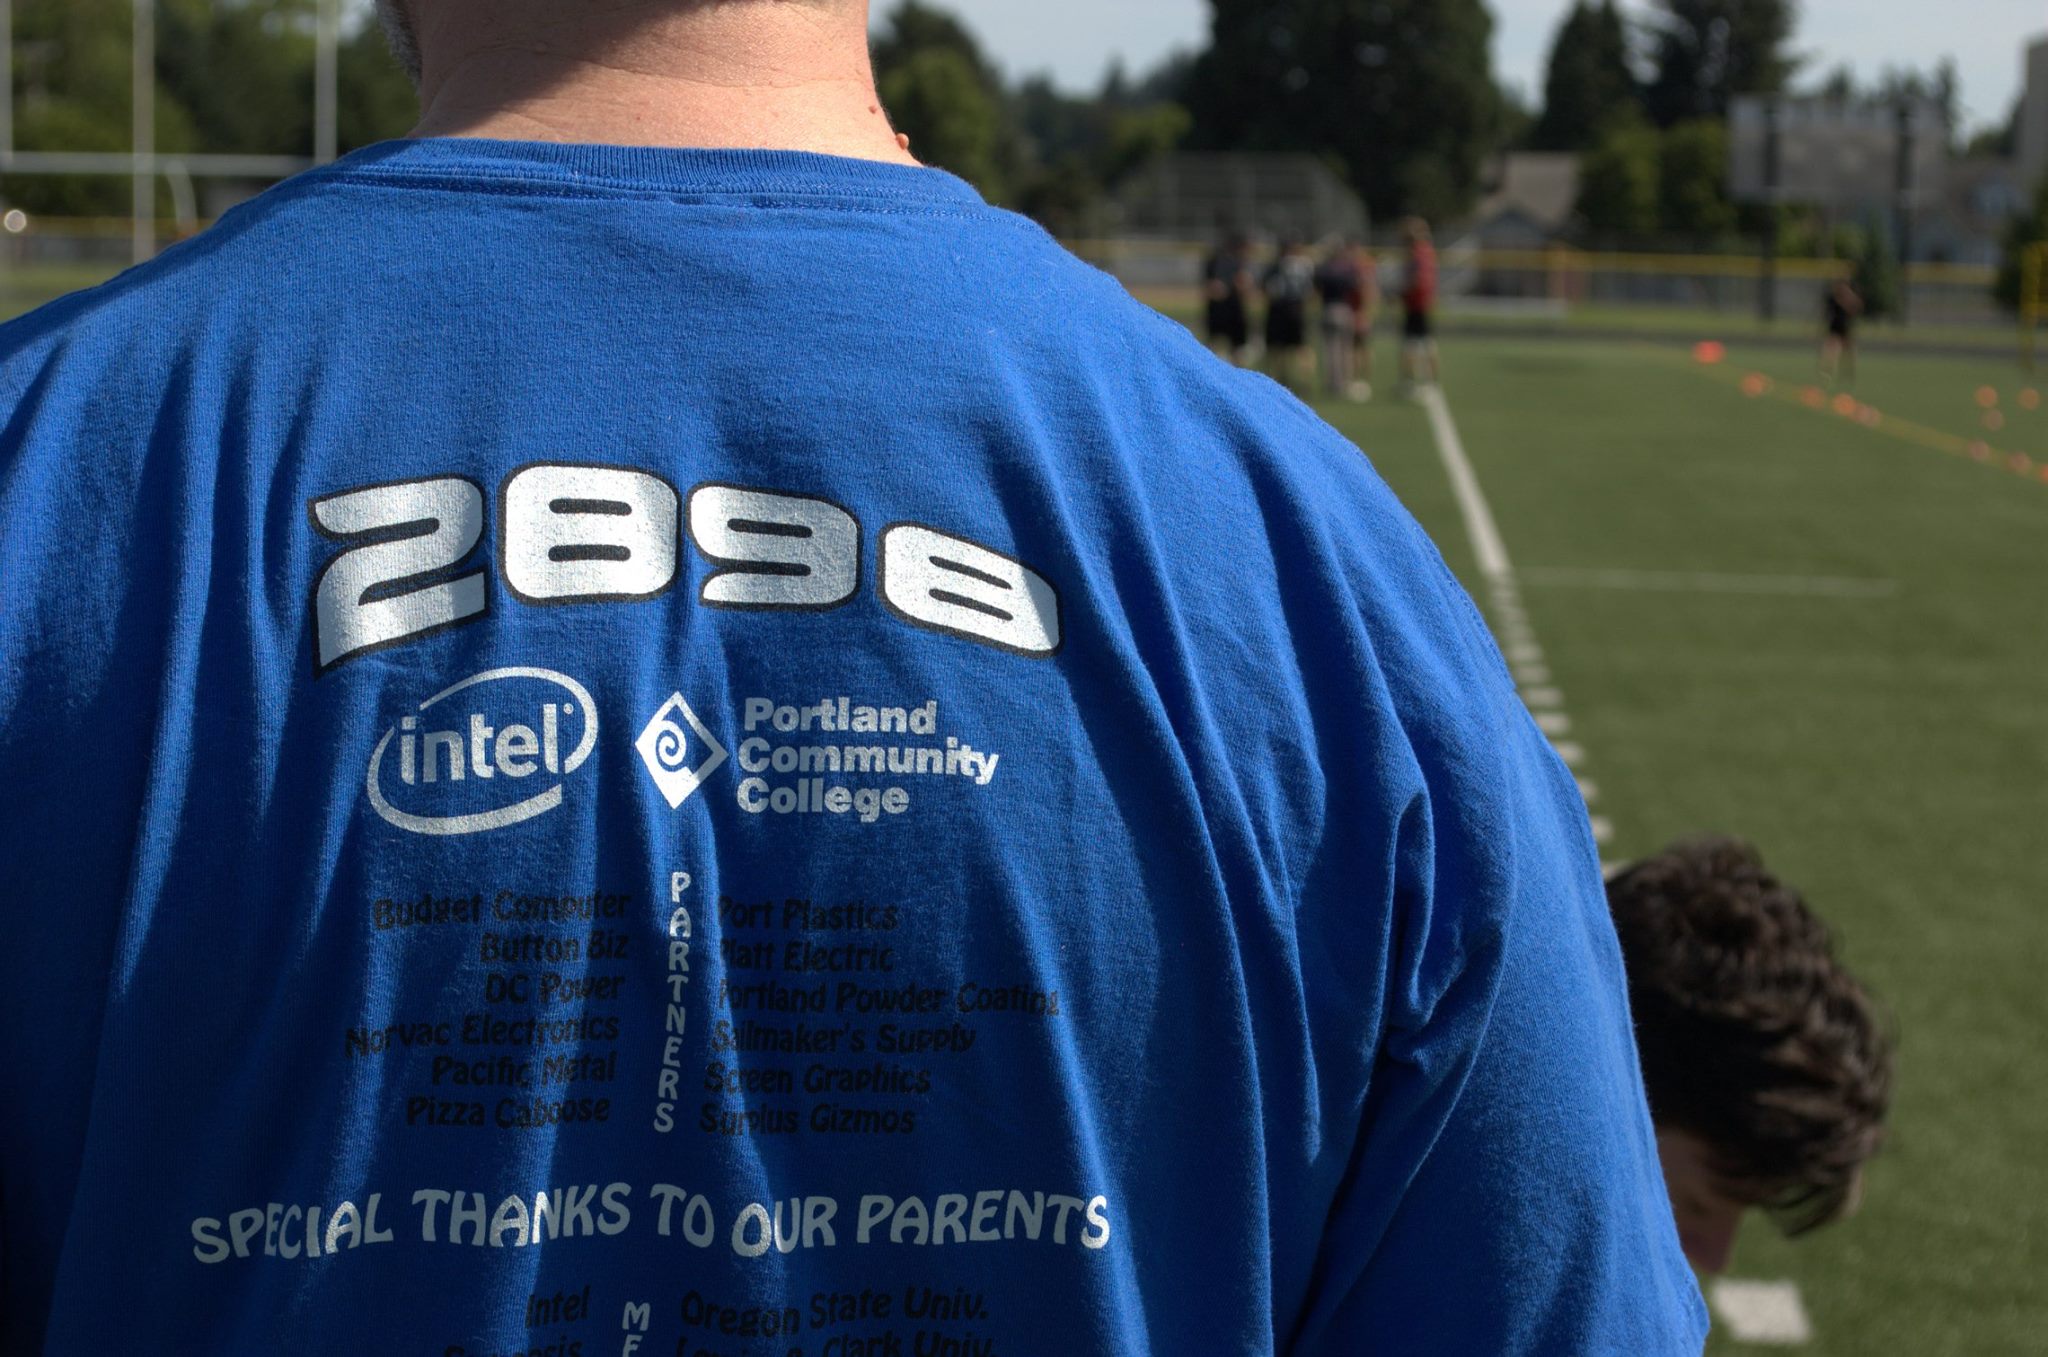 2898
intel
Portland
Community
College
PARTNERS
Budget Computer
Button Biz
DC Power
Norvac Electronics
Pacific Metal
Pizza Caboose
Port Plastics
Platt Electric
Portland Powder Coating
Sailmaker's Supply
Screen Graphics
Surplus Gizmos
SPECIAL THANKS TO OUR PARENTS
Intel
Oregon State Univ.
Clark Univ.